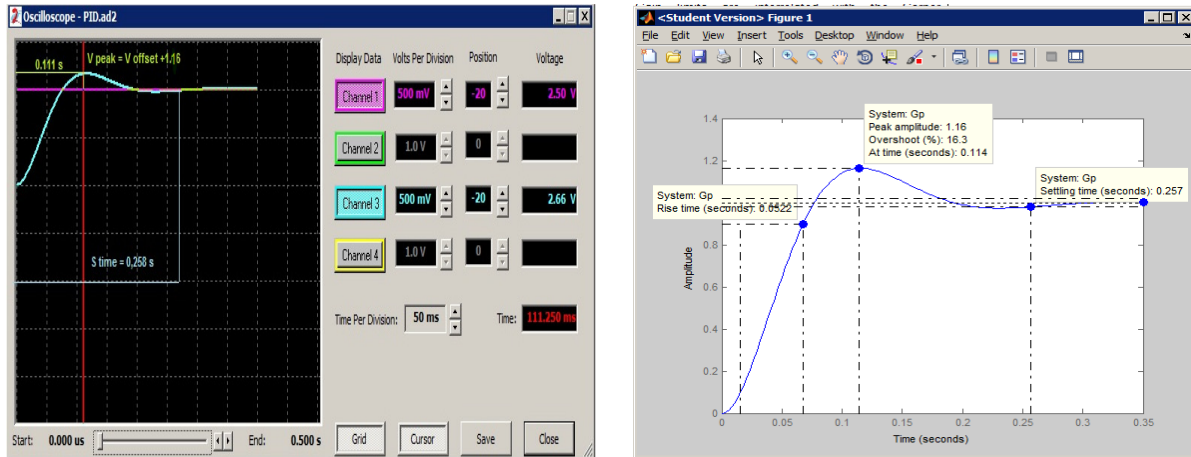 Oscilloscope - PID.ad2
0.111 s
V peak = V offset +1.16
S time = 0,258 s
Display Data Volts Per Division Position Voltage
Channel 1 500 mV -20 2.50 V
Channel 2 1.0 V 0
Channel 3 500 mV -20 2.66 V
Channel 4 1.0 V 0
Time Per Division: 50 ms Time: 111.250 ms
Start: 0.000 us End: 0.500 s Grid Cursor Save Close
<Student Version> Figure 1
File Edit View Insert Tools Desktop Window Help
System: Gp
Peak amplitude: 1.16
Overshoot (%): 16.3
At time (seconds): 0.114
System: Gp
Settling time (seconds): 0.257
System: Gp
Rise time (seconds): 0.0522
1.4
1.2
0.8
0.6
0.4
0.2
0
Amplitude
0 0.05 0.1 0.15 0.2 0.25 0.3 0.35
Time (seconds)